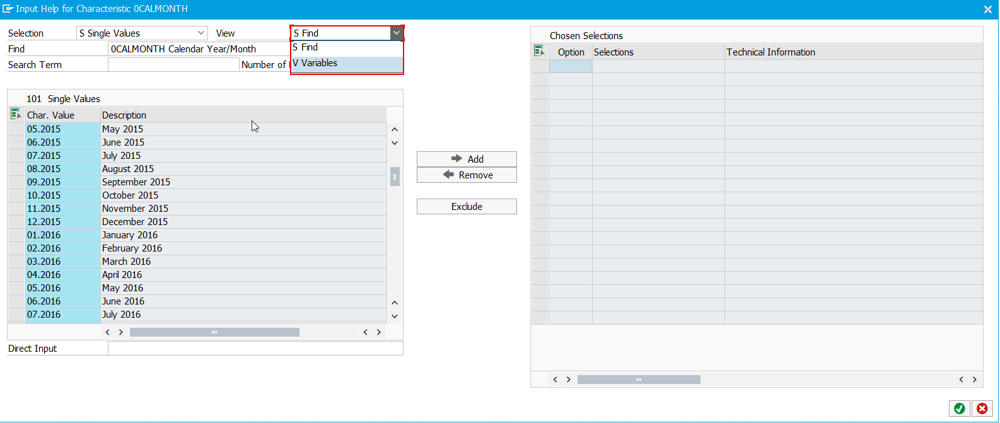 Input Help for Characteristic 0CALMONTH
Selection S Single Values View S Find
S Find
V Variables
Find 0CALMONTH Calendar Year/Month
Search Term Number of
101 Single Values
Char. Value Description
05.2015 May 2015
06.2015 June 2015
07.2015 July 2015
08.2015 August 2015
09.2015 September 2015
10.2015 October 2015
11.2015 November 2015
12.2015 December 2015
01.2016 January 2016
02.2016 February 2016
03.2016 March 2016
04.2016 April 2016
05.2016 May 2016
06.2016 June 2016
07.2016 July 2016
Direct Input
Add
Remove
Exclude
Chosen Selections
Option Selections Technical Information